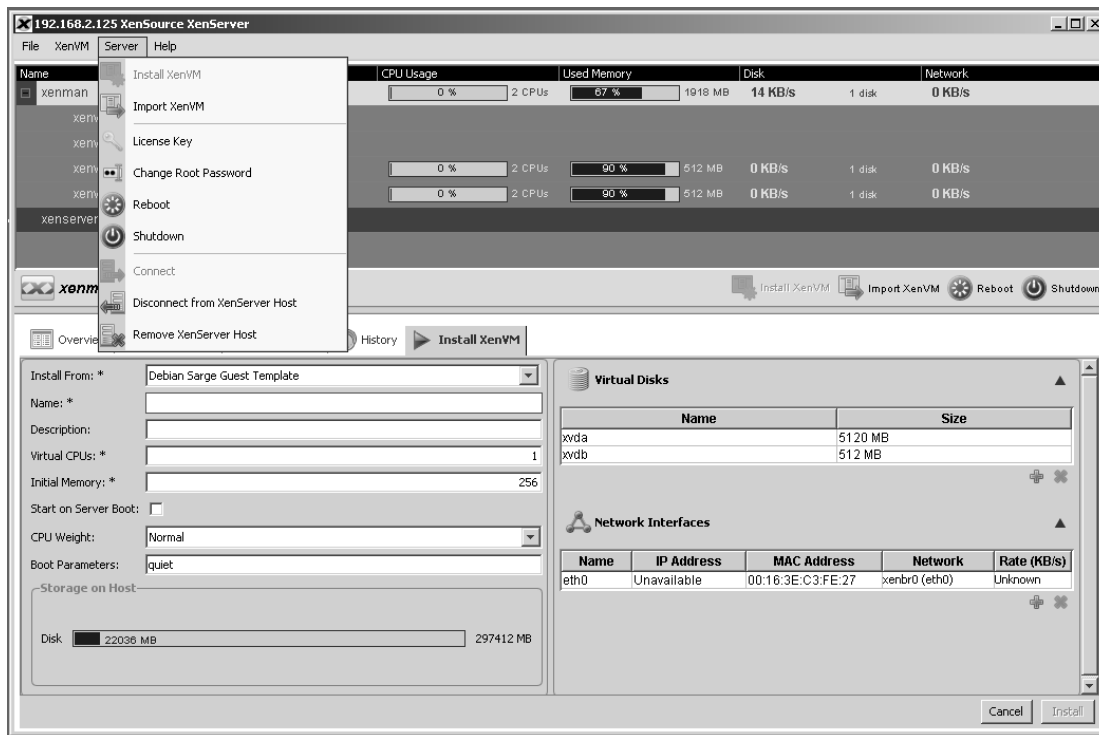 192.168.2.125 XenSource XenServer
File XenVM Server Help
Name CPU Usage Used Memory Disk Network
xenman 0 % 2 CPUs 67 % 1918 MB 14 KB/s 1 disk 0 KB/s
xenv
xenv
xenv 0 % 2 CPUs 90 % 512 MB 0 KB/s 1 disk 0 KB/s
xenv 0 % 2 CPUs 90 % 512 MB 0 KB/s 1 disk 0 KB/s
xenserver
Install XenVM
Import XenVM
License Key
Change Root Password
Reboot
Shutdown
Connect
Disconnect from XenServer Host
Remove XenServer Host
xenm Install XenVM Import XenVM Reboot Shutdown
Overvie History Install XenVM
Install From: * Debian Sarge Guest Template
Name: *
Description:
Virtual CPUs: * 1
Initial Memory: * 256
Start on Server Boot:
CPU Weight: Normal
Boot Parameters: quiet
Storage on Host
Disk 22036 MB 297412 MB
Virtual Disks
Name Size
xvda 5120 MB
xvdb 512 MB
Network Interfaces
Name IP Address MAC Address Network Rate (KB/s)
eth0 Unavailable 00:16:3E:C3:FE:27 xenbr0 (eth0) Unknown
Cancel Install